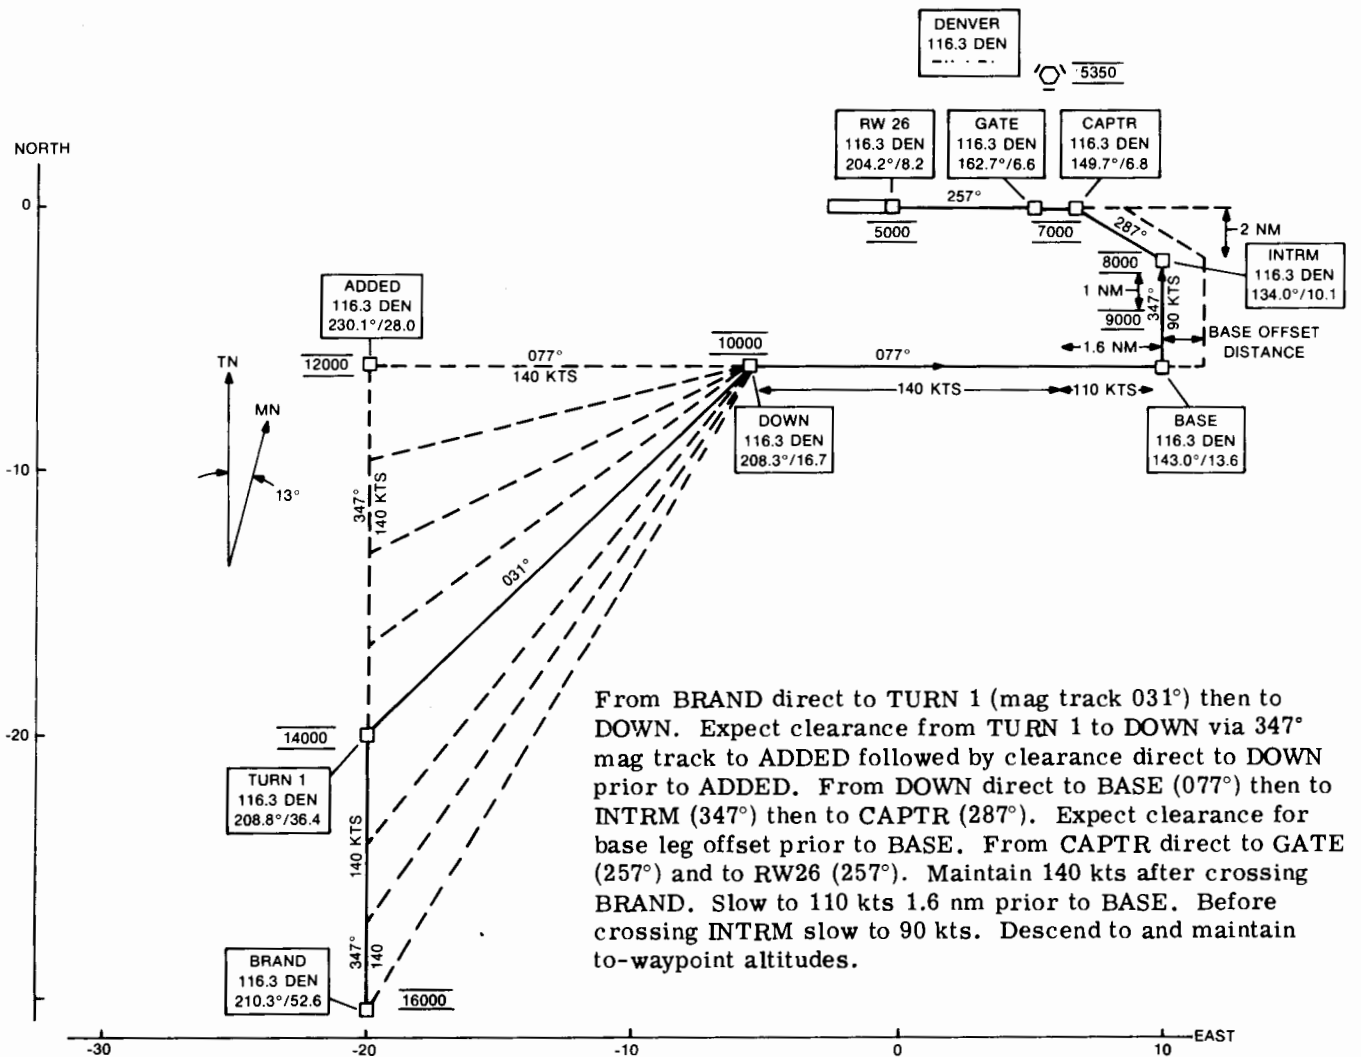 DENVER
116.3 DEN
5350
RW 26
116.3 DEN
204.2°/8.2
GATE
116.3 DEN
162.7°/6.6
CAPTR
116.3 DEN
149.7°/6.8
NORTH
0
257°
5000
7000
287°
2 NM
INTRM
116.3 DEN
134.0°/10.1
8000
1 NM
9000
347°
90 KTS
BASE OFFSET
DISTANCE
1.6 NM
ADDED
116.3 DEN
230.1°/28.0
12000
077°
140 KTS
10000
077°
140 KTS
110 KTS
TN
MN
13°
DOWN
116.3 DEN
208.3°/16.7
BASE
116.3 DEN
143.0°/13.6
-10
347°
140 KTS
031°
-20
14000
TURN 1
116.3 DEN
208.8°/36.4
140 KTS
347°
140
BRAND
116.3 DEN
210.3°/52.6
16000
From BRAND direct to TURN 1 (mag track 031°) then to
DOWN. Expect clearance from TURN 1 to DOWN via 347°
mag track to ADDED followed by clearance direct to DOWN
prior to ADDED. From DOWN direct to BASE (077°) then to
INTRM (347°) then to CAPTR (287°). Expect clearance for
base leg offset prior to BASE. From CAPTR direct to GATE
(257°) and to RW26 (257°). Maintain 140 kts after crossing
BRAND. Slow to 110 kts 1.6 nm prior to BASE. Before
crossing INTRM slow to 90 kts. Descend to and maintain
to-waypoint altitudes.
-30
-20
-10
0
10
EAST